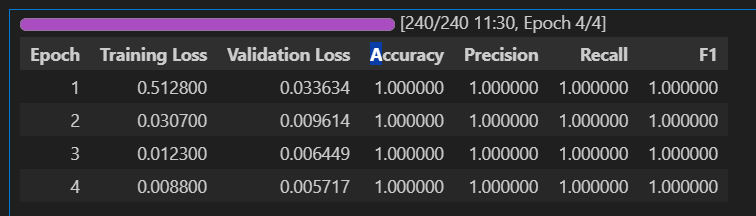 [240/240 11:30, Epoch 4/4]
Epoch Training Loss Validation Loss Accuracy Precision Recall F1
1 0.512800 0.033634 1.000000 1.000000 1.000000 1.000000
2 0.030700 0.009614 1.000000 1.000000 1.000000 1.000000
3 0.012300 0.006449 1.000000 1.000000 1.000000 1.000000
4 0.008800 0.005717 1.000000 1.000000 1.000000 1.000000